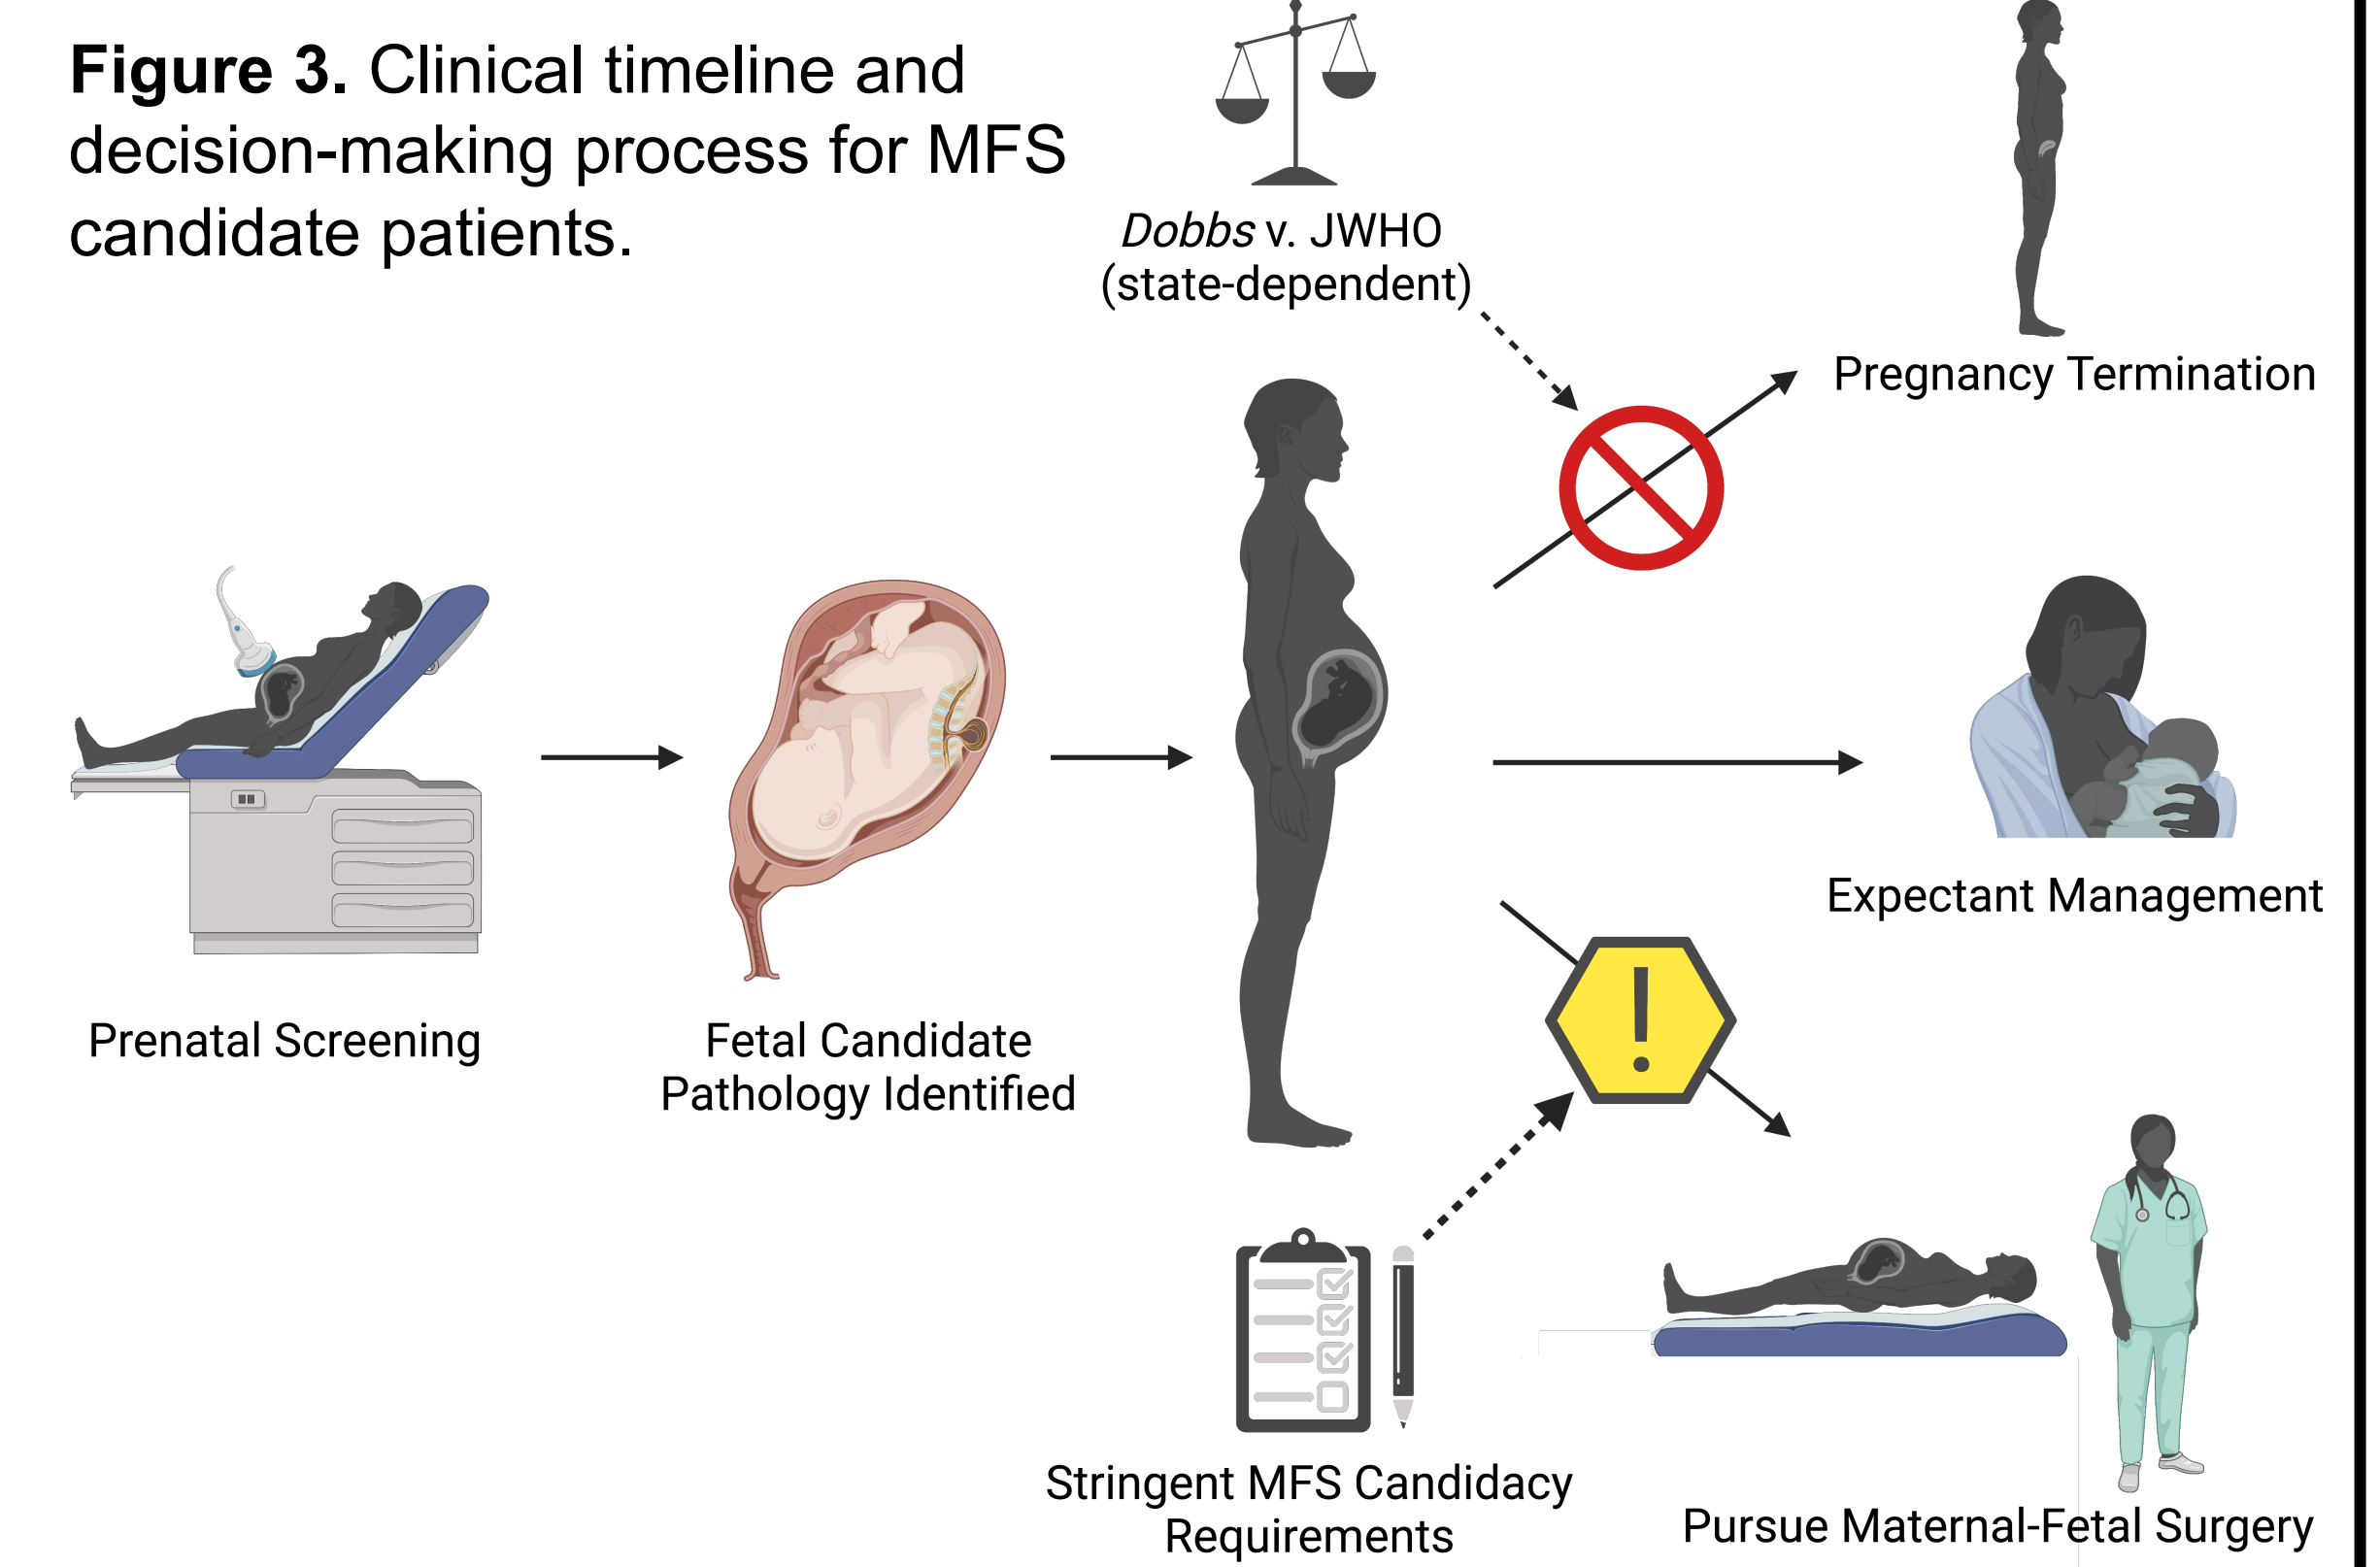 Figure 3. Clinical timeline and
decision-making process for MFS
candidate patients.
Dobbs v. JWHO
(state-dependent)
Pregnancy Termination
Expectant Management
Prenatal Screening
Fetal Candidate
Pathology Identified
!
Stringent MFS Candidacy
Requirements
Pursue Maternal-Fetal Surgery